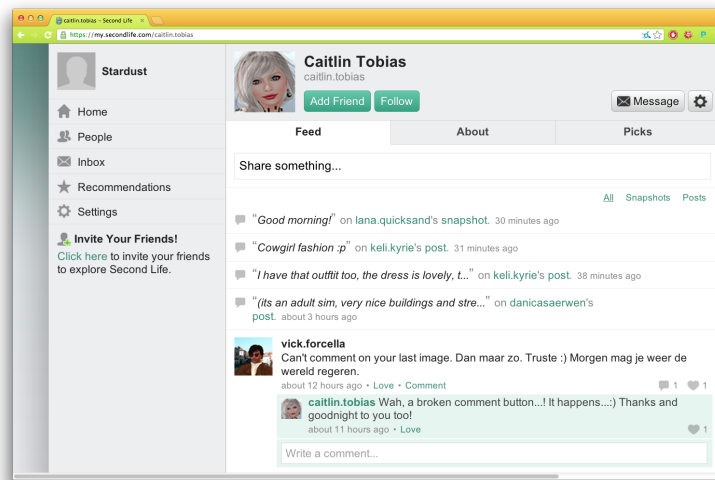 caitlin.tobias – Second Life
https://my.secondlife.com/caitlin.tobias
Stardust
Home
People
Inbox
Recommendations
Settings
Invite Your Friends!
Click here to invite your friends
to explore Second Life.
Caitlin Tobias
caitlin.tobias
Add Friend
Follow
Message
Feed
About
Picks
Share something...
All Snapshots Posts
“Good morning!” on lana.quicksand's snapshot. 30 minutes ago
“Cowgirl fashion :p” on keli.kyrie's post. 31 minutes ago
“I have that outftit too, the dress is lovely, t...” on keli.kyrie's post. 38 minutes ago
“(its an adult sim, very nice buildings and stre...” on danicasaerwen's
post. about 3 hours ago
vick.forcella
Can't comment on your last image. Dan maar zo. Truste :) Morgen mag je weer de
wereld regeren.
about 12 hours ago • Love • Comment 1 1
caitlin.tobias Wah, a broken comment button...! It happens...:) Thanks and
goodnight to you too!
about 11 hours ago • Love 1
Write a comment...